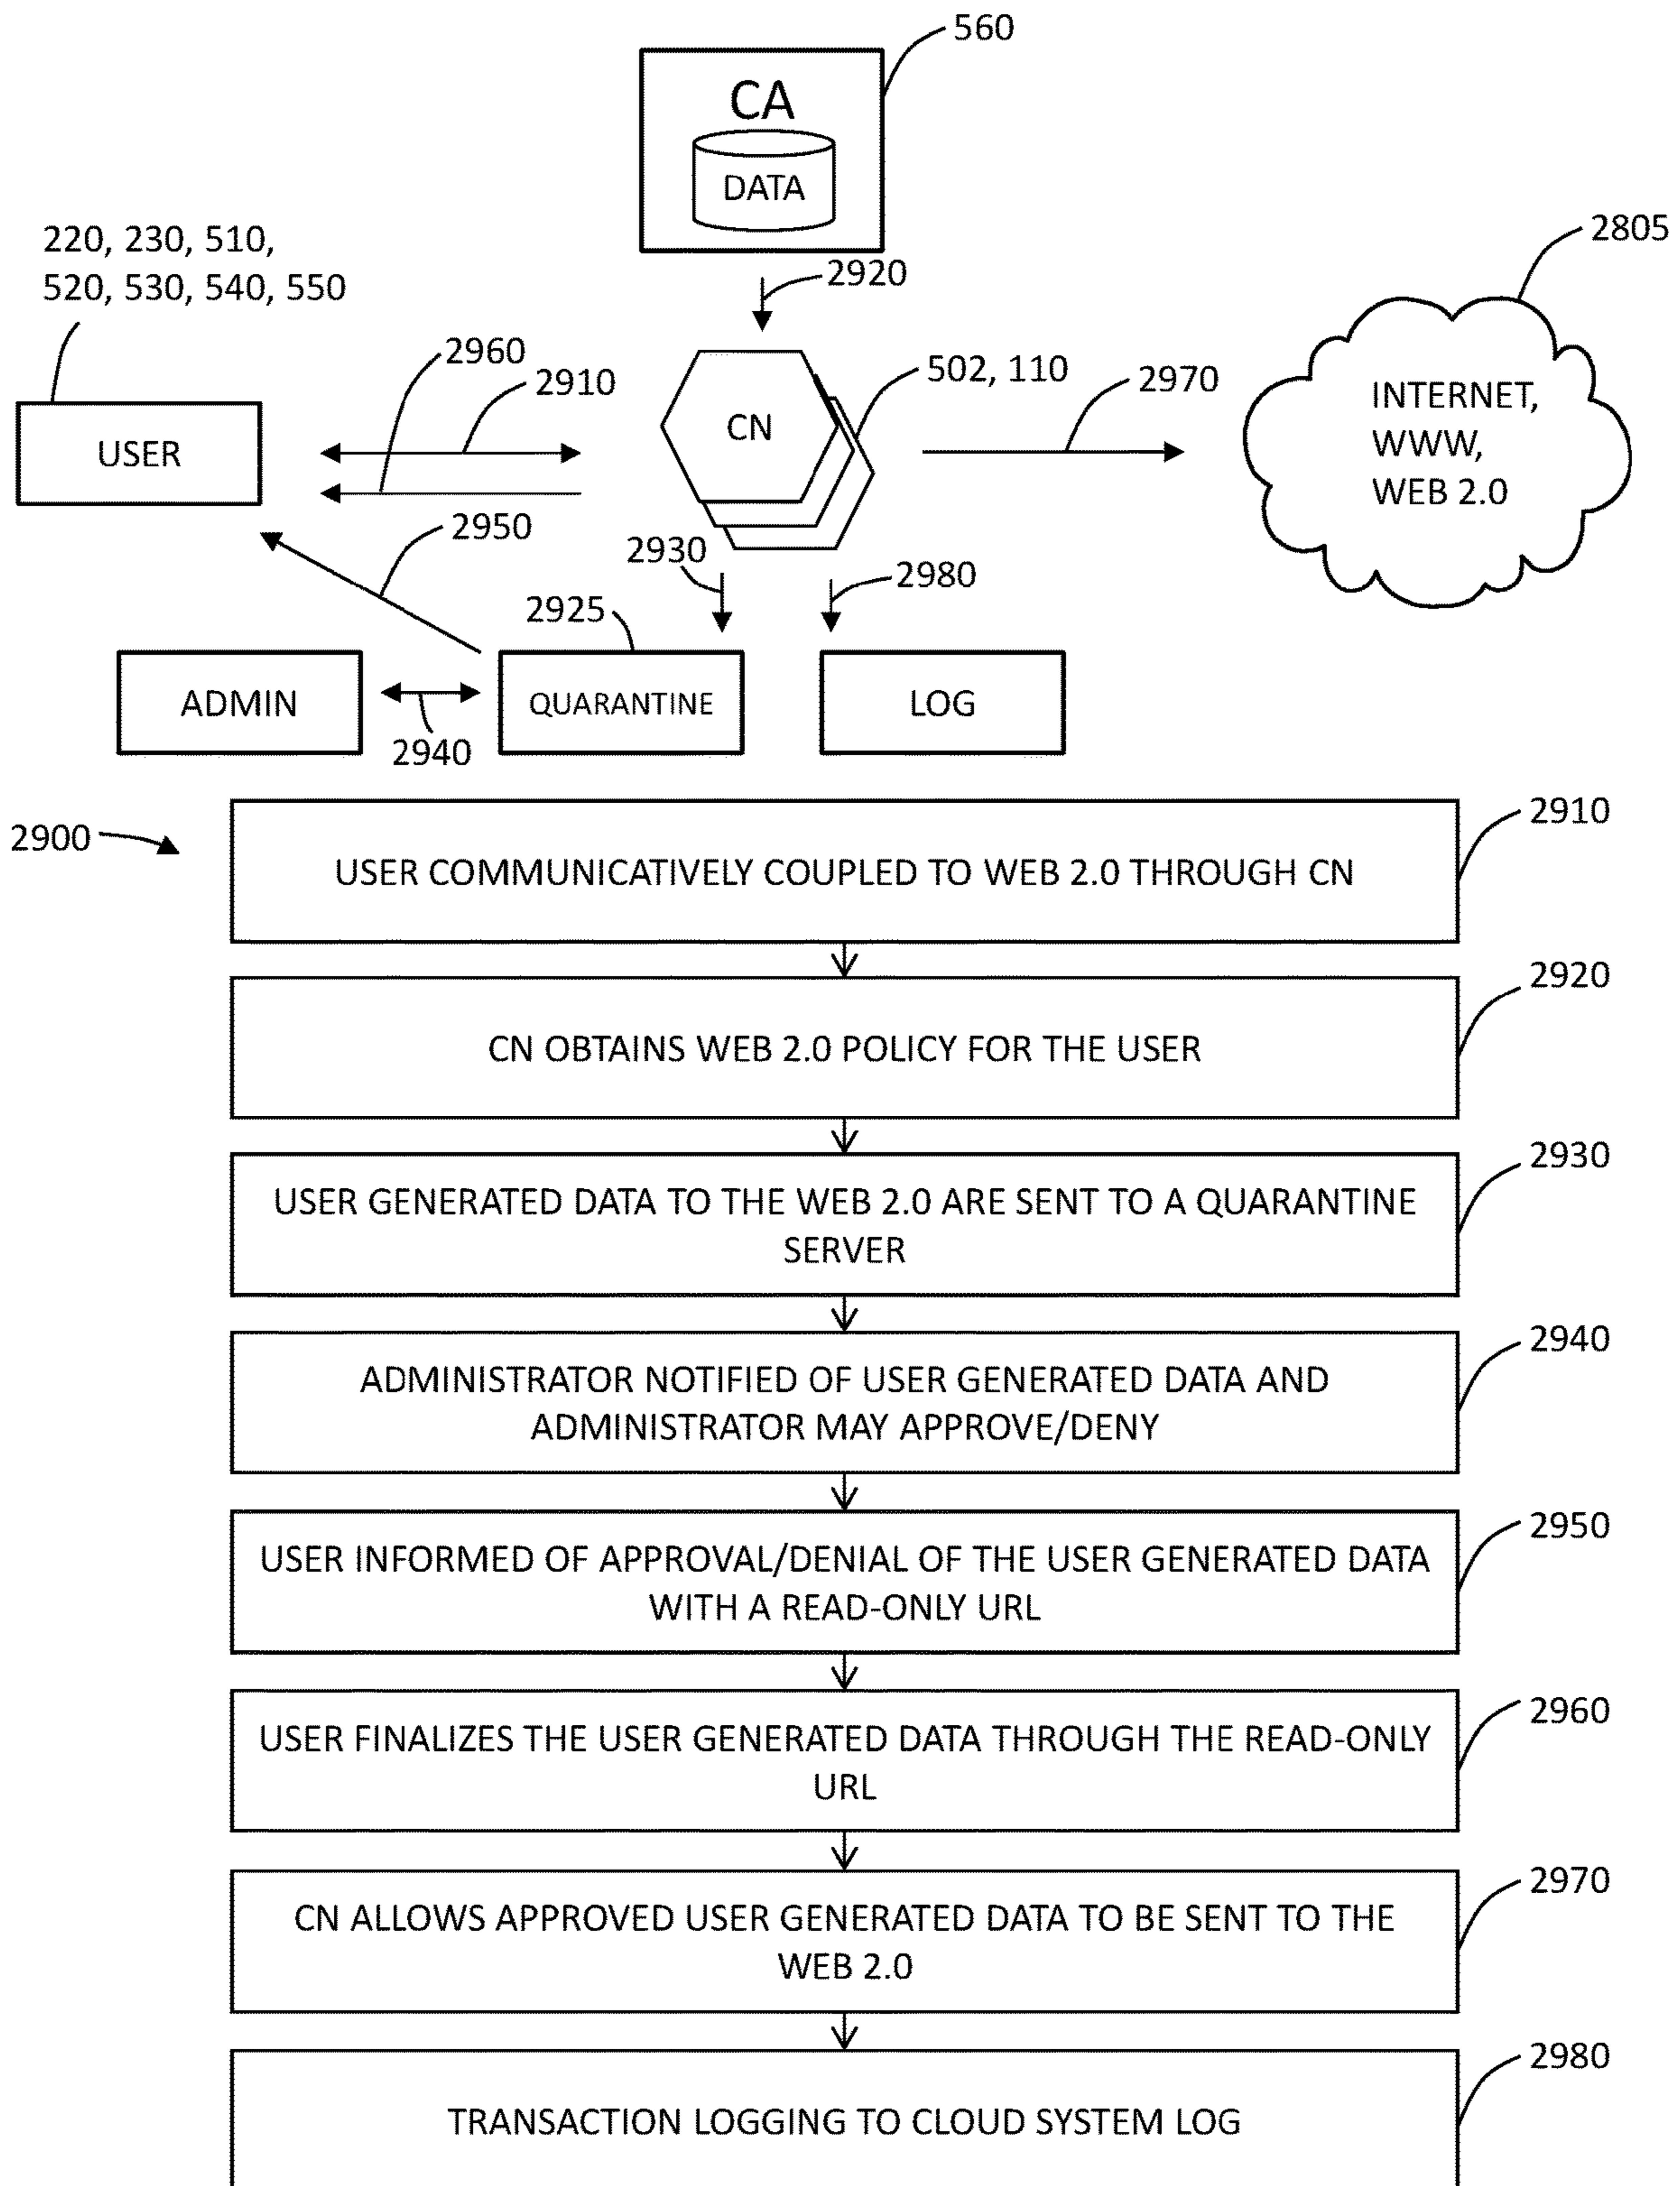 560
CA
DATA
220, 230, 510,
520, 530, 540, 550
2920
2805
2960
2910
502, 110
2970
INTERNET,
WWW,
WEB 2.0
USER
CN
2950
2930
2980
2925
ADMIN
QUARANTINE
LOG
2940
2900
2910
USER COMMUNICATIVELY COUPLED TO WEB 2.0 THROUGH CN
2920
CN OBTAINS WEB 2.0 POLICY FOR THE USER
2930
USER GENERATED DATA TO THE WEB 2.0 ARE SENT TO A QUARANTINE
SERVER
2940
ADMINISTRATOR NOTIFIED OF USER GENERATED DATA AND
ADMINISTRATOR MAY APPROVE/DENY
2950
USER INFORMED OF APPROVAL/DENIAL OF THE USER GENERATED DATA
WITH A READ-ONLY URL
2960
USER FINALIZES THE USER GENERATED DATA THROUGH THE READ-ONLY
URL
2970
CN ALLOWS APPROVED USER GENERATED DATA TO BE SENT TO THE
WEB 2.0
2980
TRANSACTION LOGGING TO CLOUD SYSTEM LOG